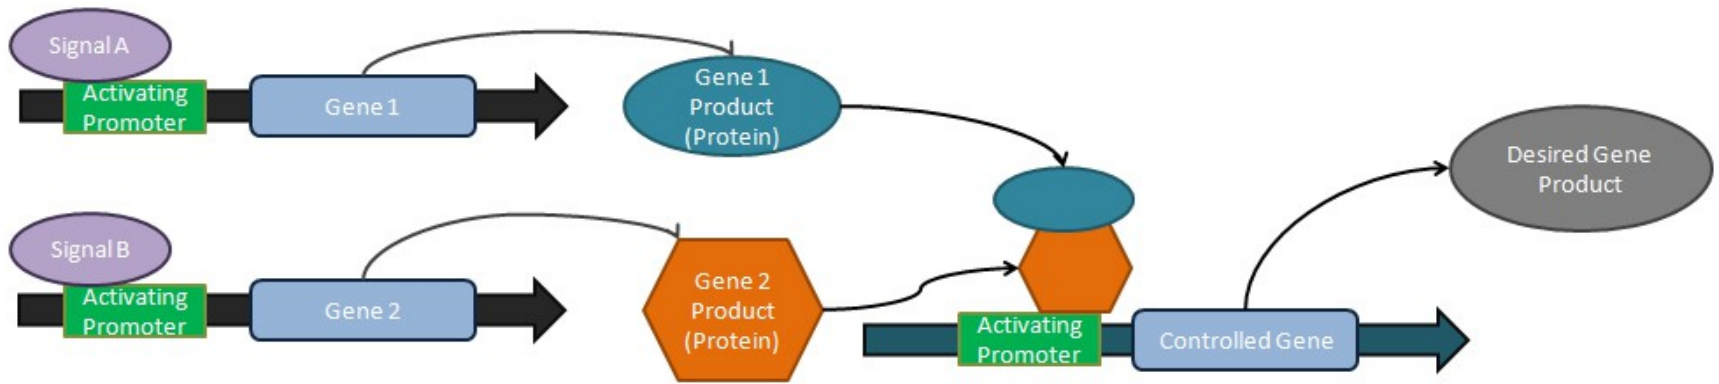 Signal A
Activating
Promoter
Gene 1
Gene 1
Product
(Protein)
Desired Gene
Product
Signal B
Activating
Promoter
Gene 2
Gene 2
Product
(Protein)
Activating
Promoter
Controlled Gene